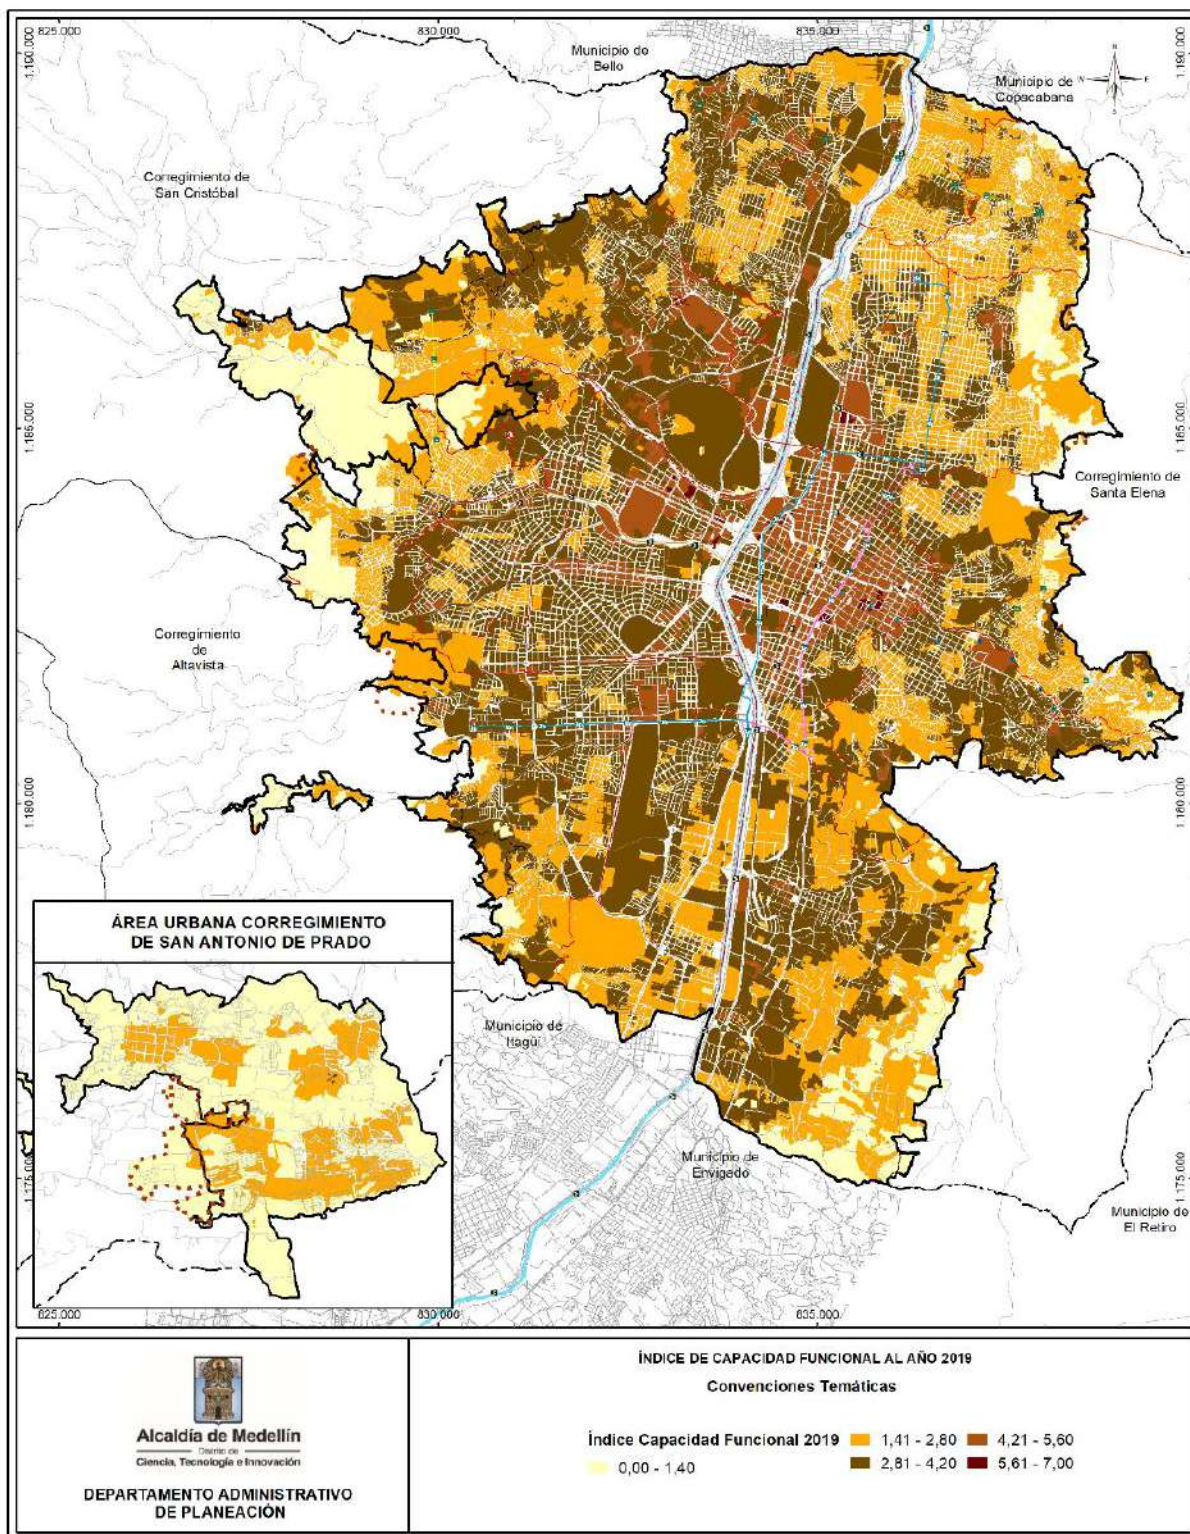 825.000
830.000
835.000
1.190.000
1.190.000
Municipio de
Bello
Municipio de
Copacabana
N
W
E
S
Corregimiento de
San Cristóbal
1.185.000
1.185.000
Corregimiento de
Santa Elena
Corregimiento
de
Altavista
1.180.000
1.180.000
ÁREA URBANA CORREGIMIENTO
DE SAN ANTONIO DE PRADO
Municipio de
Itagüí
Municipio de
Envigado
1.175.000
1.175.000
Municipio de
El Retiro
825.000
830.000
835.000
Alcaldía de Medellín
Distrito de
Ciencia, Tecnología e Innovación
DEPARTAMENTO ADMINISTRATIVO
DE PLANEACIÓN
ÍNDICE DE CAPACIDAD FUNCIONAL AL AÑO 2019
Convenciones Temáticas
Índice Capacidad Funcional 2019
0,00 - 1,40
1,41 - 2,80
2,81 - 4,20
4,21 - 5,60
5,61 - 7,00